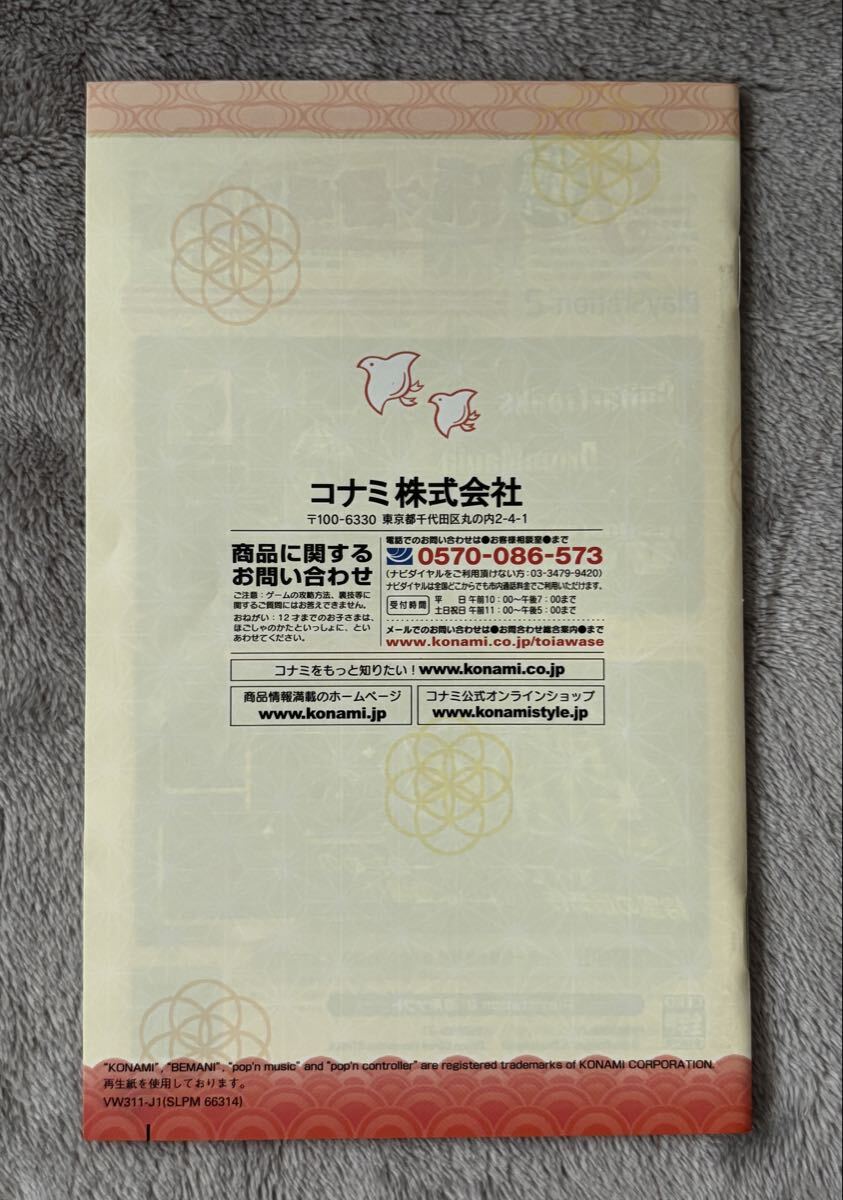 コナミ株式会社
〒100-6330 東京都千代田区丸の内2-4-1
商品に関する
お問い合わせ
ご注意：ゲームの攻略方法、裏技等に
関するご質問にはお答えできません。
おねがい：12才までのお子さまは、
ほごしゃのかたといっしょに、とい
あわせてください。
電話でのお問い合わせは●お客様相談室●まで
0570-086-573
(ナビダイヤルをご利用頂けない方：03-3479-9420)
ナビダイヤルは全国どこからでも市内通話料金でご利用いただけます。
受付時間 平　日 午前10：00～午後7：00まで
土日祝日 午前11：00～午後5：00まで
メールでのお問い合わせは●お問合わせ総合案内●まで
www.konami.co.jp/toiawase
コナミをもっと知りたい！www.konami.co.jp
商品情報満載のホームページ
www.konami.jp
コナミ公式オンラインショップ
www.konamistyle.jp
"KONAMI", "BEMANI", "pop'n music" and "pop'n controller" are registered trademarks of KONAMI CORPORATION.
再生紙を使用しております。
VW311-J1(SLPM 66314)